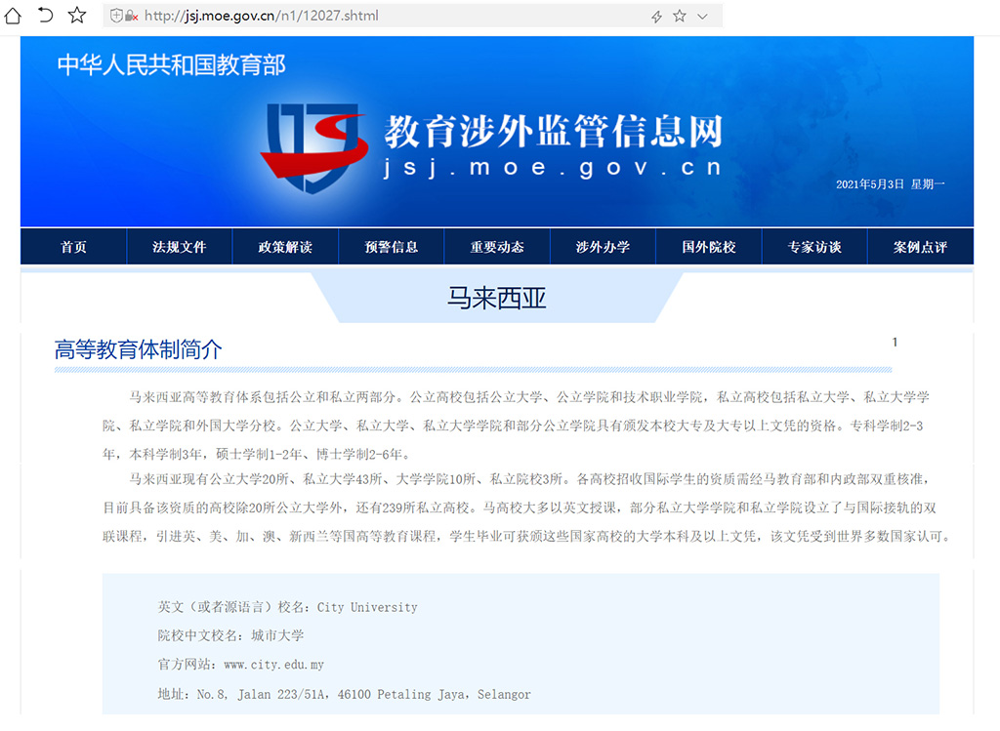 http://jsj.moe.gov.cn/n1/12027.shtml
中华人民共和国教育部
教育涉外监管信息网
jsj.moe.gov.cn
2021年5月3日 星期一
首页 法规文件 政策解读 预警信息 重要动态 涉外办学 国外院校 专家访谈 案例点评
马来西亚
高等教育体制简介
1
马来西亚高等教育体系包括公立和私立两部分。公立高校包括公立大学、公立学院和技术职业学院，私立高校包括私立大学、私立大学学
院、私立学院和外国大学分校。公立大学、私立大学、私立大学学院和部分公立学院具有颁发本校大专及大专以上文凭的资格。专科学制2-3
年，本科学制3年，硕士学制1-2年、博士学制2-6年。
马来西亚现有公立大学20所、私立大学43所、大学学院10所、私立院校3所。各高校招收国际学生的资质需经马教育部和内政部双重核准，
目前具备该资质的高校除20所公立大学外，还有239所私立高校。马高校大多以英文授课，部分私立大学学院和私立学院设立了与国际接轨的双
联课程，引进英、美、加、澳、新西兰等国高等教育课程，学生毕业可获颁这些国家高校的大学本科及以上文凭，该文凭受到世界多数国家认可。
英文（或者源语言）校名：City University
院校中文校名：城市大学
官方网站：www.city.edu.my
地址：No.8, Jalan 223/51A，46100 Petaling Jaya，Selangor